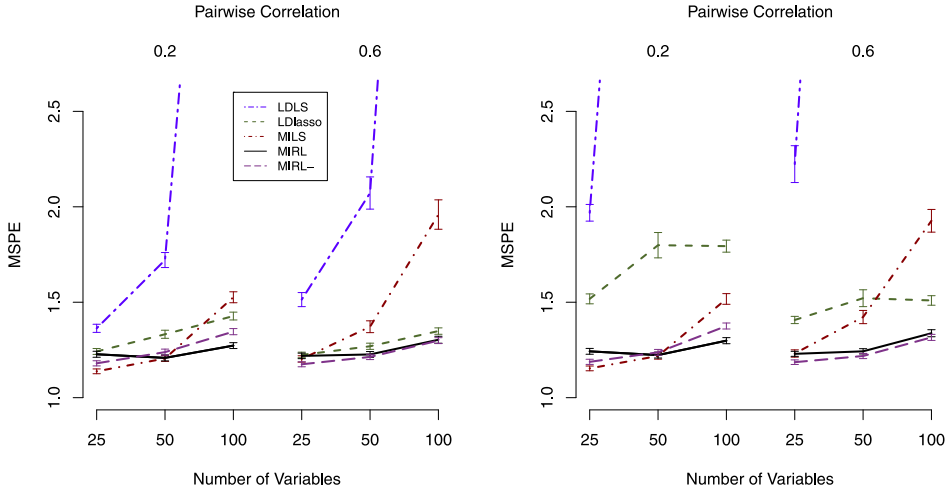 Pairwise Correlation
0.2 0.6
LDLS
LDlasso
MILS
MIRL
MIRL–
MSPE
2.5
2.0
1.5
1.0
25 50 100 25 50 100
Number of Variables
Pairwise Correlation
0.2 0.6
MSPE
2.5
2.0
1.5
1.0
25 50 100 25 50 100
Number of Variables